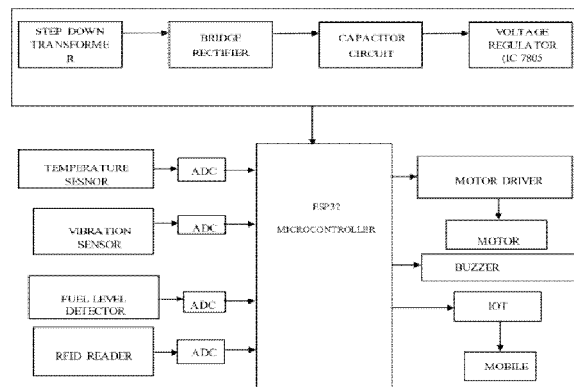 STEP DOWN
TRANSFORME
R
BRIDGE
RECTIFIER
CAPACITOR
CIRCUIT
VOLTAGE
REGULATOR
(IC 7805
TEMPERATURE
SESNOR
ADC
VIBRATION
SENSOR
ADC
FUEL LEVEL
DETECTOR
ADC
RFID READER
ADC
ESP32
MICROCONTROLLER
MOTOR DRIVER
MOTOR
BUZZER
IOT
MOBILE